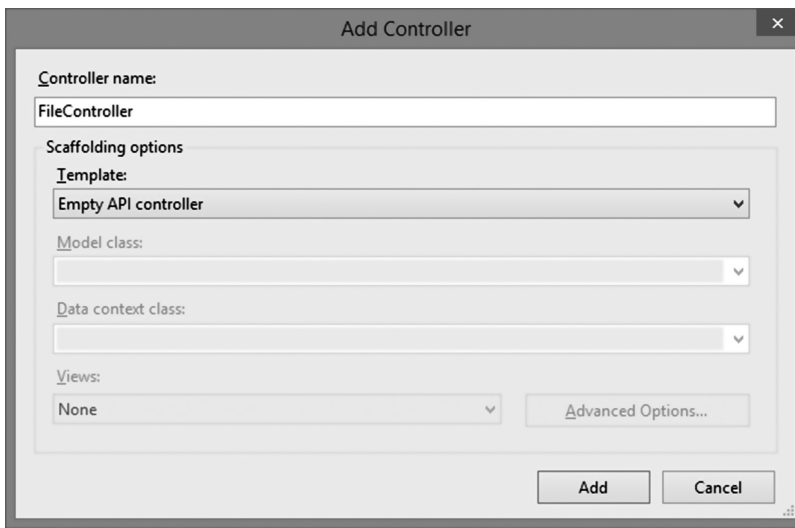 Add Controller
Controller name:
FileController
Scaffolding options
Template:
Empty API controller
Model class:
Data context class:
Views:
None
Advanced Options...
Add
Cancel